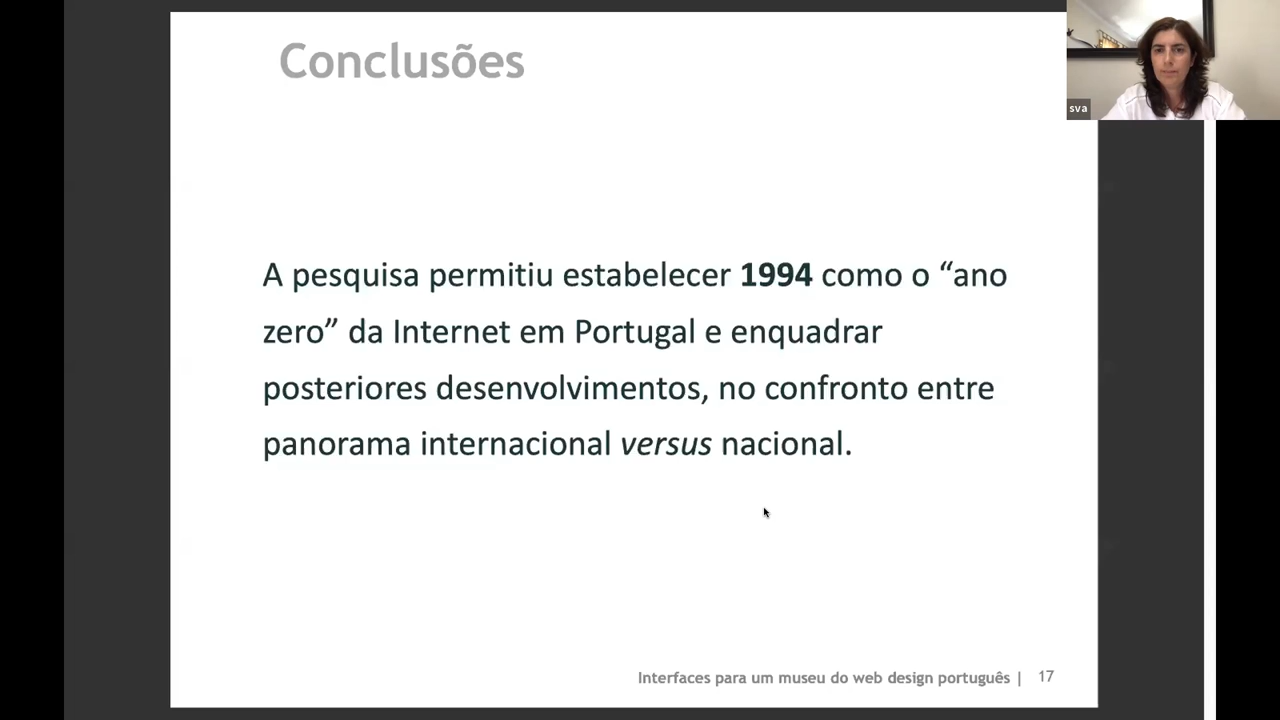 Conclusões
sva
A pesquisa permitiu estabelecer 1994 como o “ano
zero” da Internet em Portugal e enquadrar
posteriores desenvolvimentos, no confronto entre
panorama internacional versus nacional.
Interfaces para um museu do web design português | 17